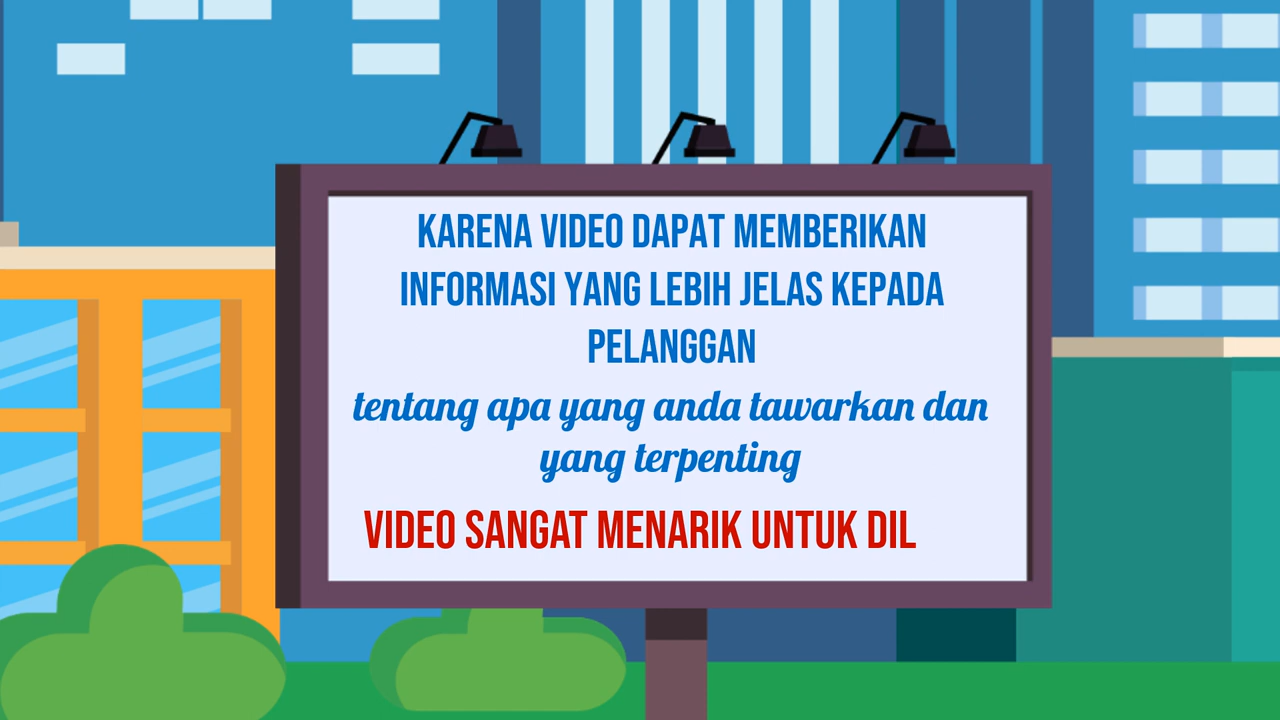 KARENA VIDEO DAPAT MEMBERIKAN
INFORMASI YANG LEBIH JELAS KEPADA
PELANGGAN
tentang apa yang anda tawarkan dan
yang terpenting
VIDEO SANGAT MENARIK UNTUK DIL